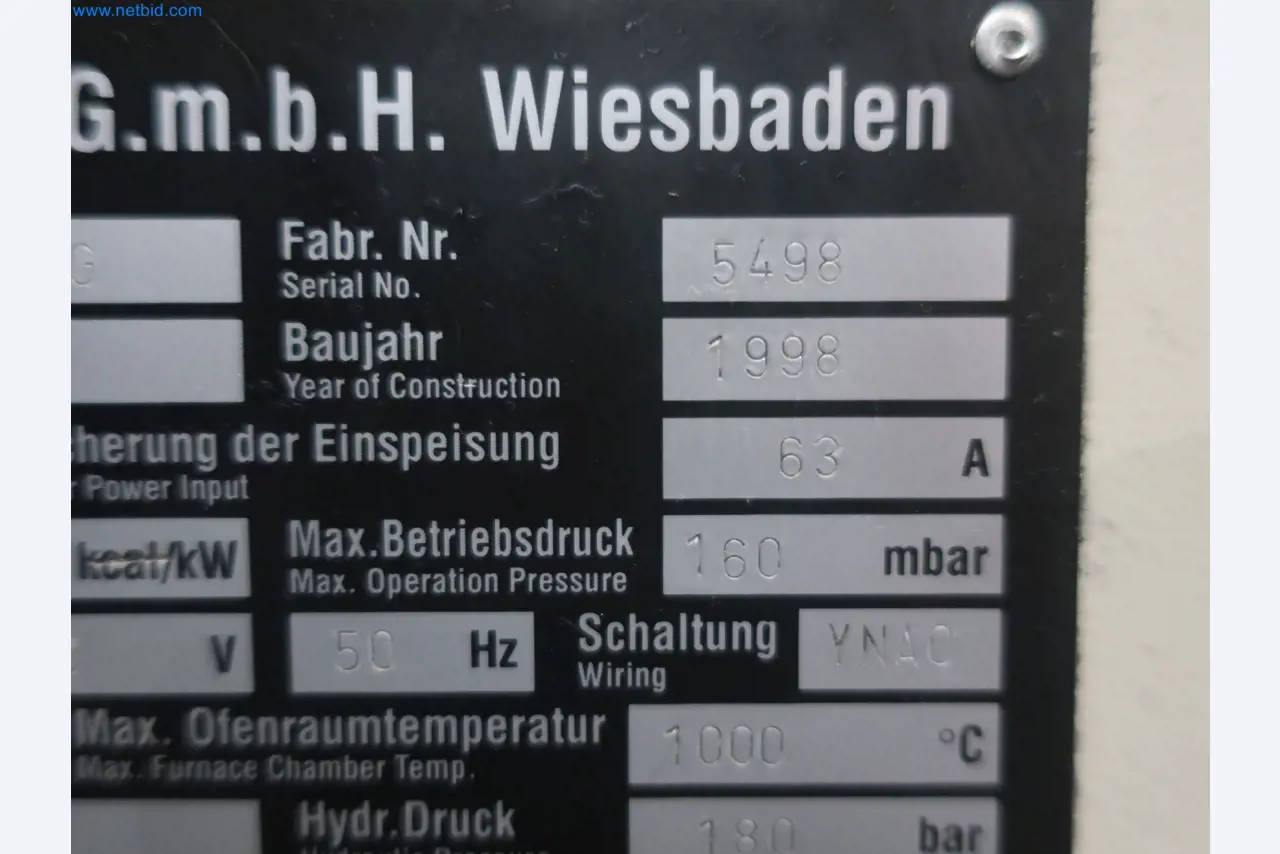 www.netbid.com
G.m.b.H. Wiesbaden
G Fabr. Nr. 5498
Serial No.
Baujahr 1998
Year of Construction
cherung der Einspeisung 63 A
r Power Input
kcal/kW Max.Betriebsdruck 160 mbar
Max. Operation Pressure
V 50 Hz Schaltung YNAC
Wiring
Max. Ofenraumtemperatur 1000 °C
Max. Furnace Chamber Temp.
Hydr.Druck 180 bar